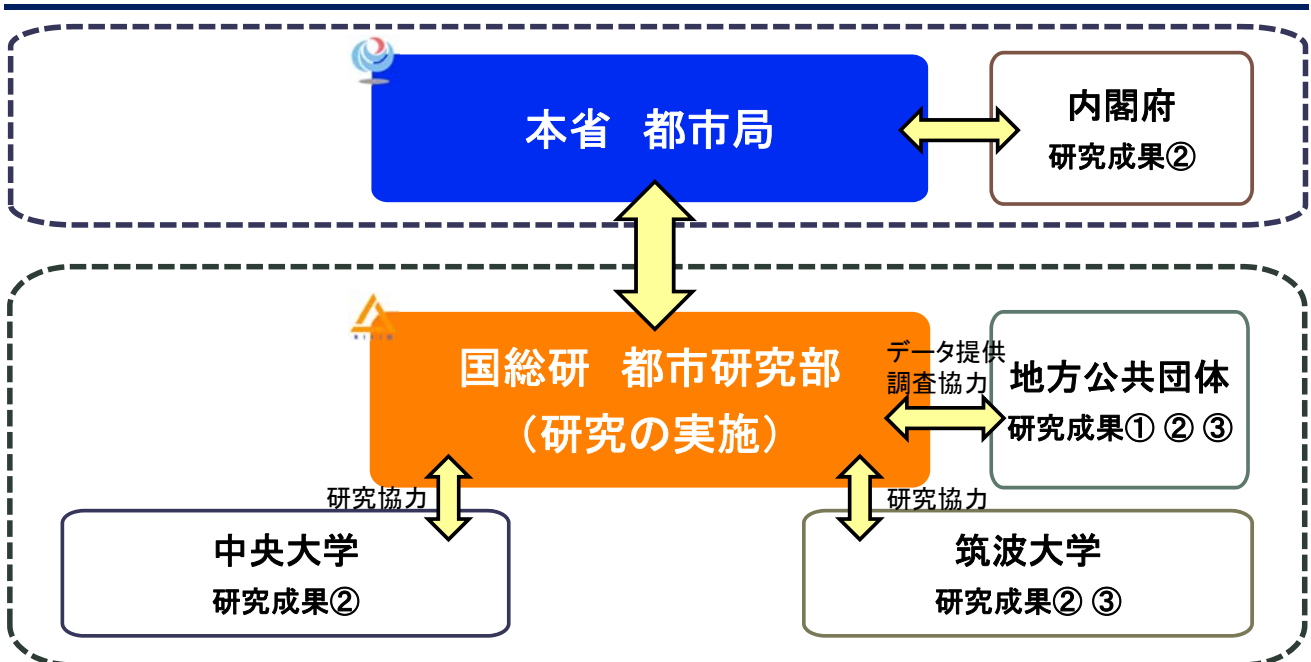 本省 都市局
内閣府
研究成果②
国総研 都市研究部
（研究の実施）
データ提供
調査協力
地方公共団体
研究成果① ② ③
研究協力
研究協力
中央大学
研究成果②
筑波大学
研究成果② ③